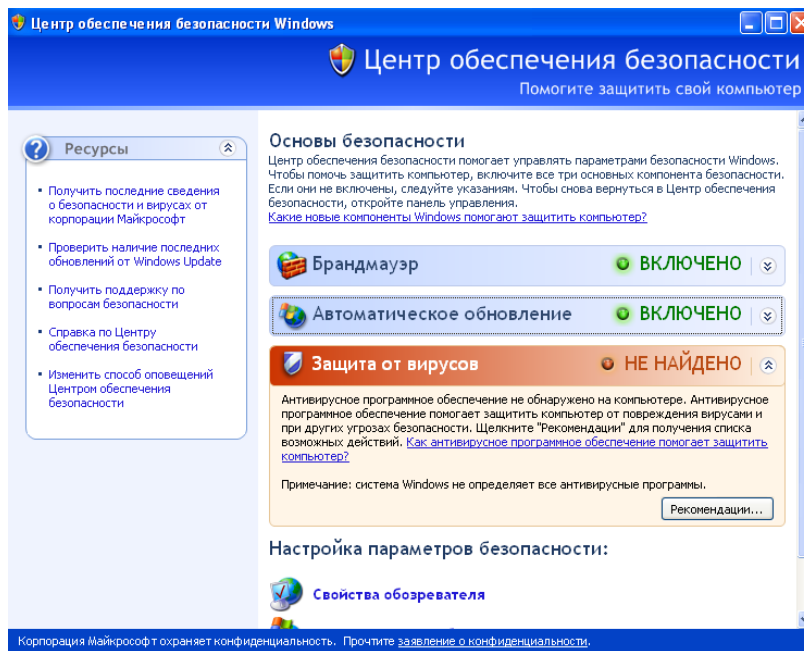 Центр обеспечения безопасности Windows
Центр обеспечения безопасности
Помогите защитить свой компьютер
Ресурсы
Получить последние сведения
о безопасности и вирусах от
корпорации Майкрософт
Проверить наличие последних
обновлений от Windows Update
Получить поддержку по
вопросам безопасности
Справка по Центру
обеспечения безопасности
Изменить способ оповещений
Центром обеспечения
безопасности
Основы безопасности
Центр обеспечения безопасности помогает управлять параметрами безопасности Windows.
Чтобы помочь защитить компьютер, включите все три основных компонента безопасности.
Если они не включены, следуйте указаниям. Чтобы снова вернуться в Центр обеспечения
безопасности, откройте панель управления.
Какие новые компоненты Windows помогают защитить компьютер?
Брандмауэр ВКЛЮЧЕНО
Автоматическое обновление ВКЛЮЧЕНО
Защита от вирусов НЕ НАЙДЕНО
Антивирусное программное обеспечение не обнаружено на компьютере. Антивирусное
программное обеспечение помогает защитить компьютер от повреждения вирусами и
при других угрозах безопасности. Щелкните "Рекомендации" для получения списка
возможных действий. Как антивирусное программное обеспечение помогает защитить
компьютер?
Примечание: система Windows не определяет все антивирусные программы.
Рекомендации...
Настройка параметров безопасности:
Свойства обозревателя
Корпорация Майкрософт охраняет конфиденциальность. Прочтите заявление о конфиденциальности.